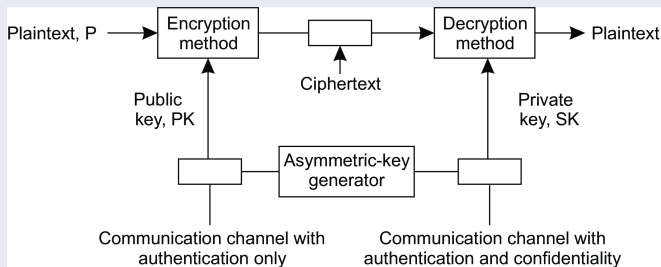 Plaintext, P
Encryption
method
Decryption
method
Plaintext
Ciphertext
Public
key, PK
Private
key, SK
Asymmetric-key
generator
Communication channel with
authentication only
Communication channel with
authentication and confidentiality